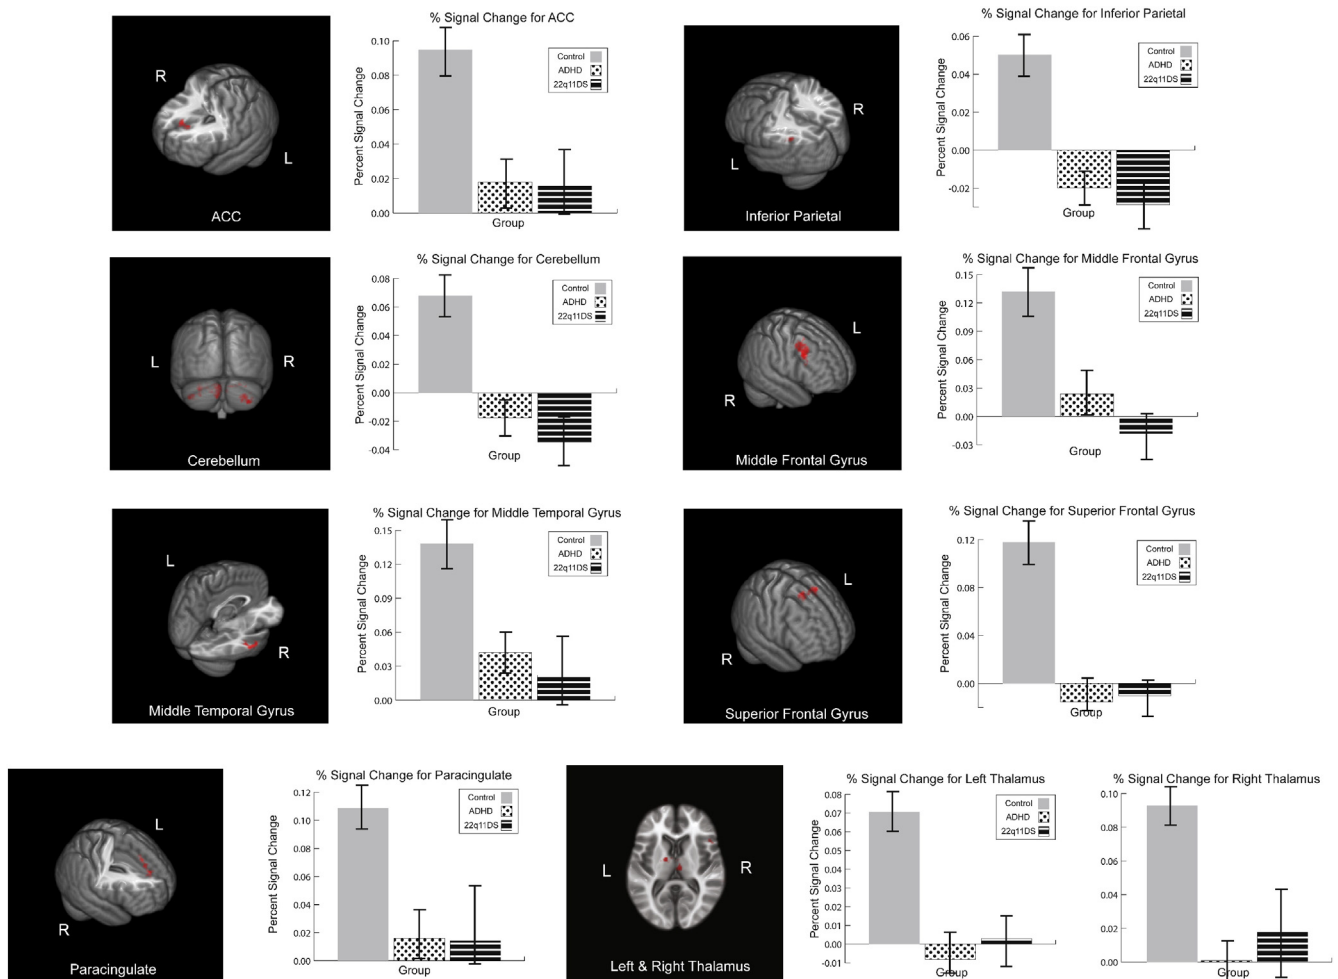 % Signal Change for ACC
R
L
ACC
Percent Signal Change
0.10
0.08
0.06
0.04
0.02
0.00
Control
ADHD
22q11DS
Group
% Signal Change for Inferior Parietal
R
L
Inferior Parietal
Percent Signal Change
0.06
0.04
0.02
0.00
-0.02
Control
ADHD
22q11DS
Group
% Signal Change for Cerebellum
L
R
Cerebellum
Percent Signal Change
0.08
0.06
0.04
0.02
0.00
-0.02
-0.04
Control
ADHD
22q11DS
Group
% Signal Change for Middle Frontal Gyrus
L
R
Middle Frontal Gyrus
Percent Signal Change
0.15
0.12
0.09
0.06
0.03
0.00
-0.03
Control
ADHD
22q11DS
Group
% Signal Change for Middle Temporal Gyrus
L
R
Middle Temporal Gyrus
Percent Signal Change
0.15
0.12
0.09
0.06
0.03
0.00
Control
ADHD
22q11DS
Group
% Signal Change for Superior Frontal Gyrus
L
R
Superior Frontal Gyrus
Percent Signal Change
0.12
0.08
0.04
0.00
Control
ADHD
22q11DS
Group
% Signal Change for Paracingulate
L
R
Paracingulate
Percent Signal Change
0.12
0.10
0.08
0.06
0.04
0.02
0.00
Control
ADHD
22q11DS
Group
L
R
Left & Right Thalamus
% Signal Change for Left Thalamus
Percent Signal Change
0.08
0.07
0.06
0.05
0.04
0.03
0.02
0.01
0.00
-0.01
Control
ADHD
22q11DS
Group
% Signal Change for Right Thalamus
Percent Signal Change
0.10
0.08
0.06
0.04
0.02
0.00
Group